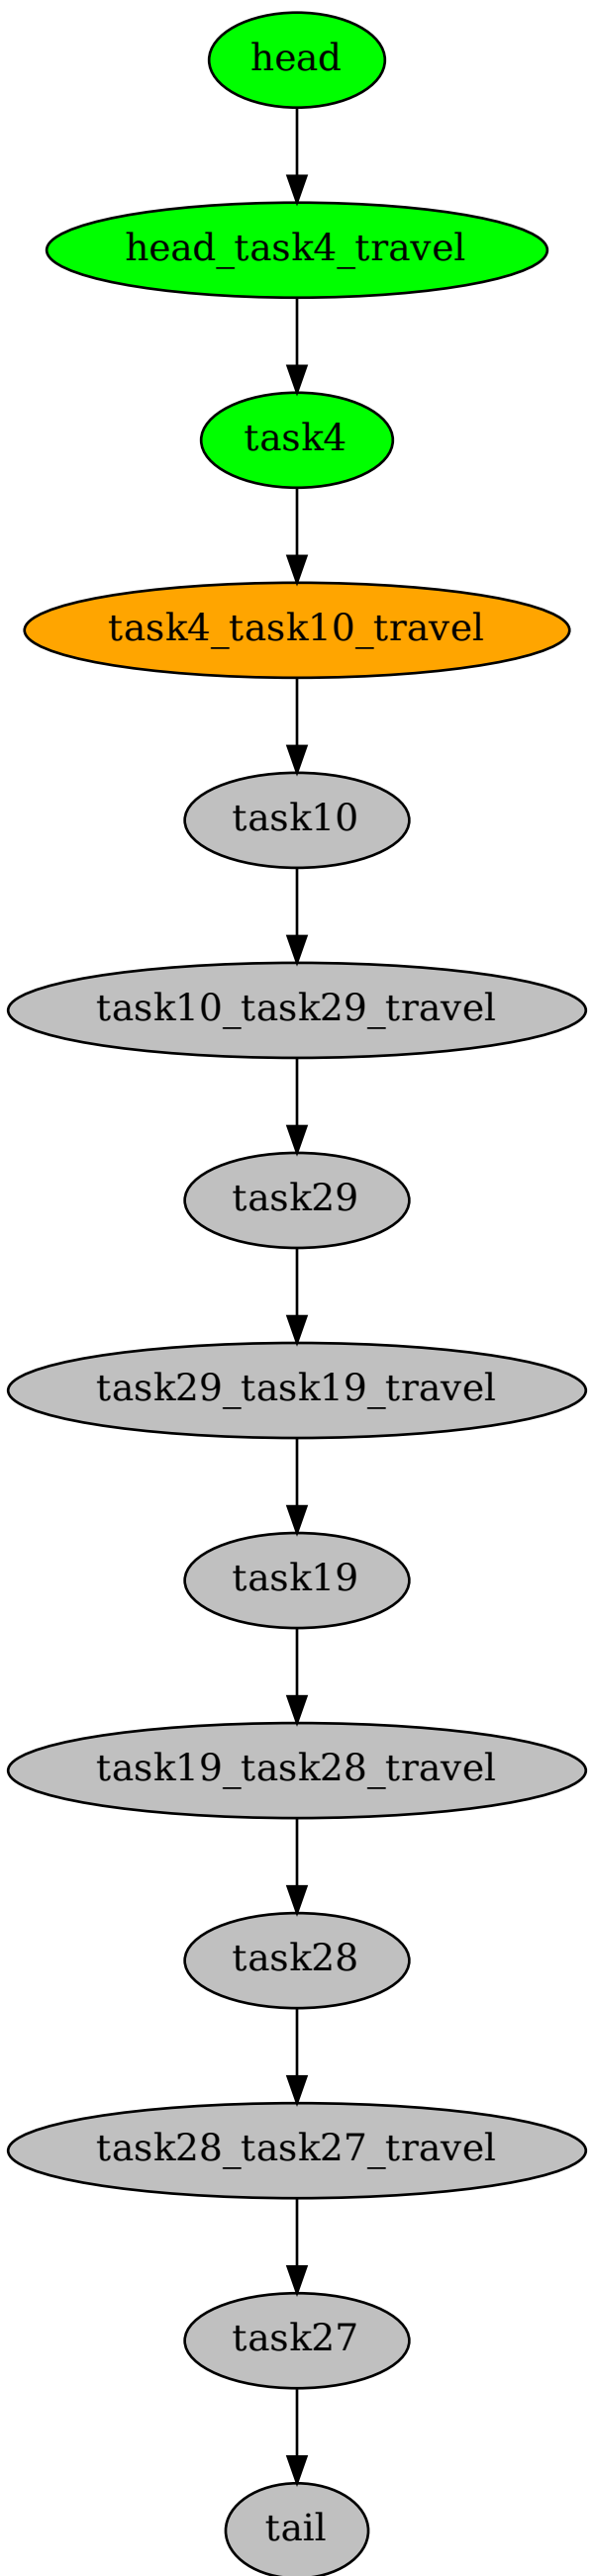 head
head_task4_travel
task4
task4_task10_travel
task10
task10_task29_travel
task29
task29_task19_travel
task19
task19_task28_travel
task28
task28_task27_travel
task27
tail